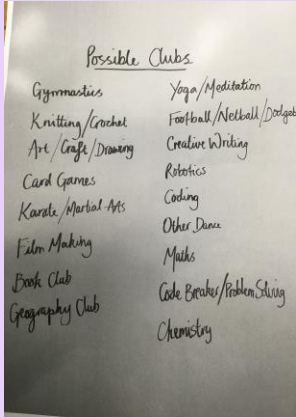 Possible Clubs
Gymnastics
Knitting/Crochet
Art/Craft/Drawing
Card Games
Karate/Martial Arts
Film Making
Book Club
Geography Club
Yoga/Meditation
Football/Netball/Dodgeb
Creative Writing
Robotics
Coding
Other Dance
Maths
Code Breaker/Problem Solving
Chemistry